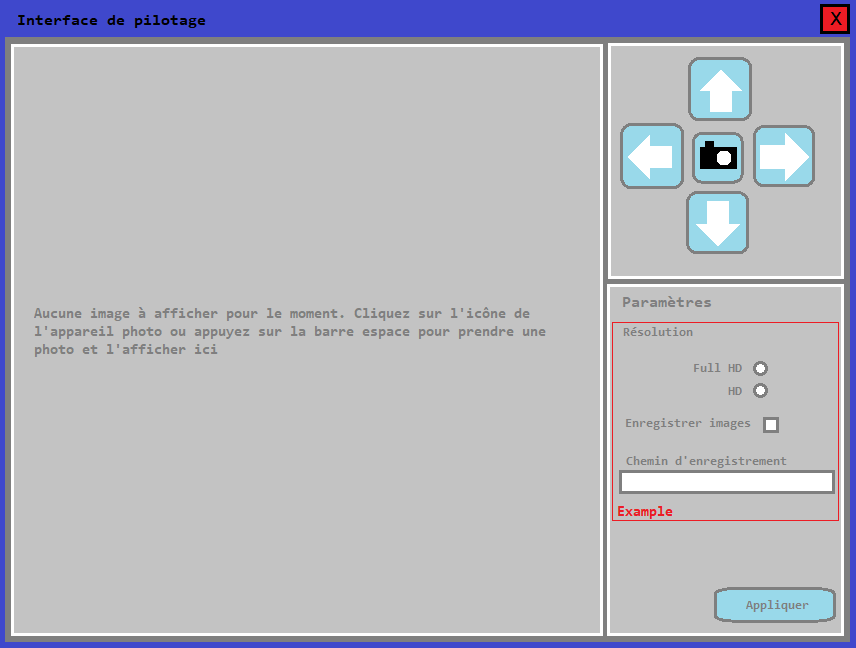 Interface de pilotage
X
Aucune image à afficher pour le moment. Cliquez sur l'icône de
l'appareil photo ou appuyez sur la barre espace pour prendre une
photo et l'afficher ici
Paramètres
Résolution
Full HD
HD
Enregistrer images
Chemin d'enregistrement
Example
Appliquer